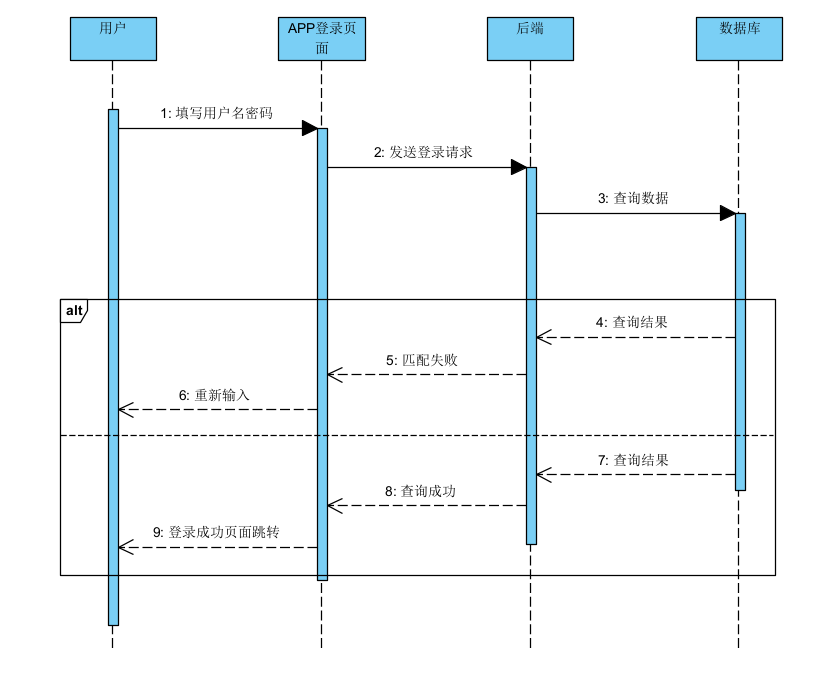 用户
APP登录页
面
后端
数据库
1: 填写用户名密码
2: 发送登录请求
3: 查询数据
alt
4: 查询结果
5: 匹配失败
6: 重新输入
7: 查询结果
8: 查询成功
9: 登录成功页面跳转